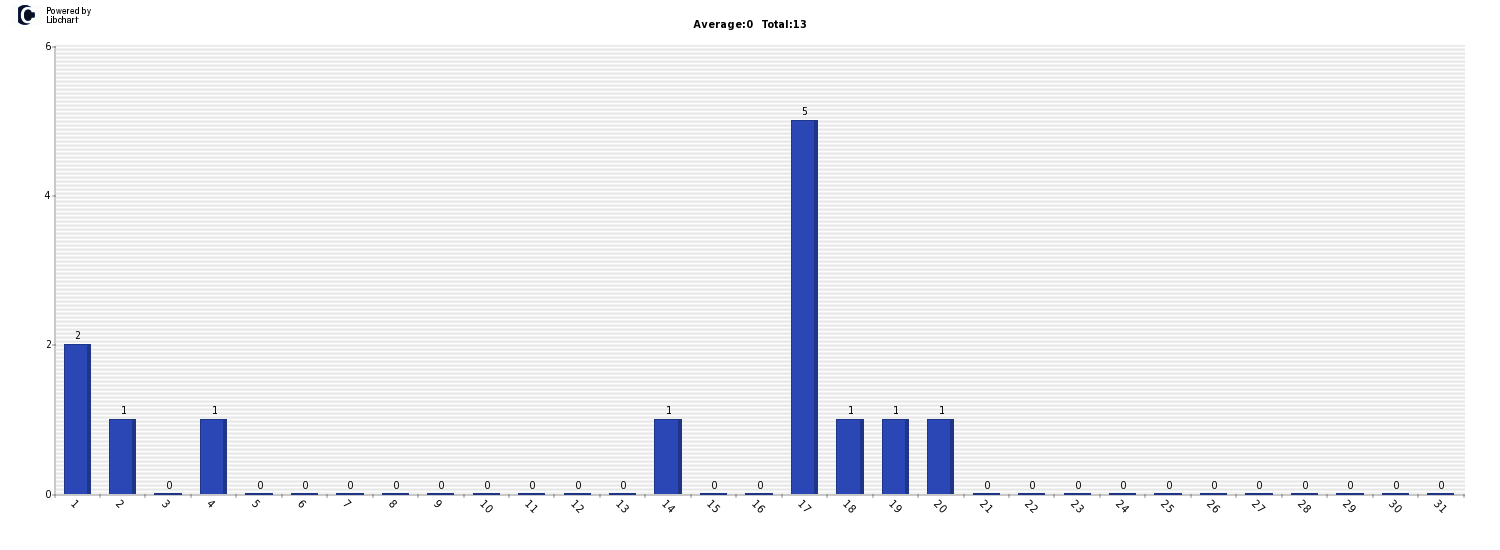 Powered by
Libchart
Average:0 Total:13
6
4
2
0
2 1 0 1 0 0 0 0 0 0 0 0 0 1 0 0 5 1 1 1 0 0 0 0 0 0 0 0 0 0 0
1 2 3 4 5 6 7 8 9 10 11 12 13 14 15 16 17 18 19 20 21 22 23 24 25 26 27 28 29 30 31